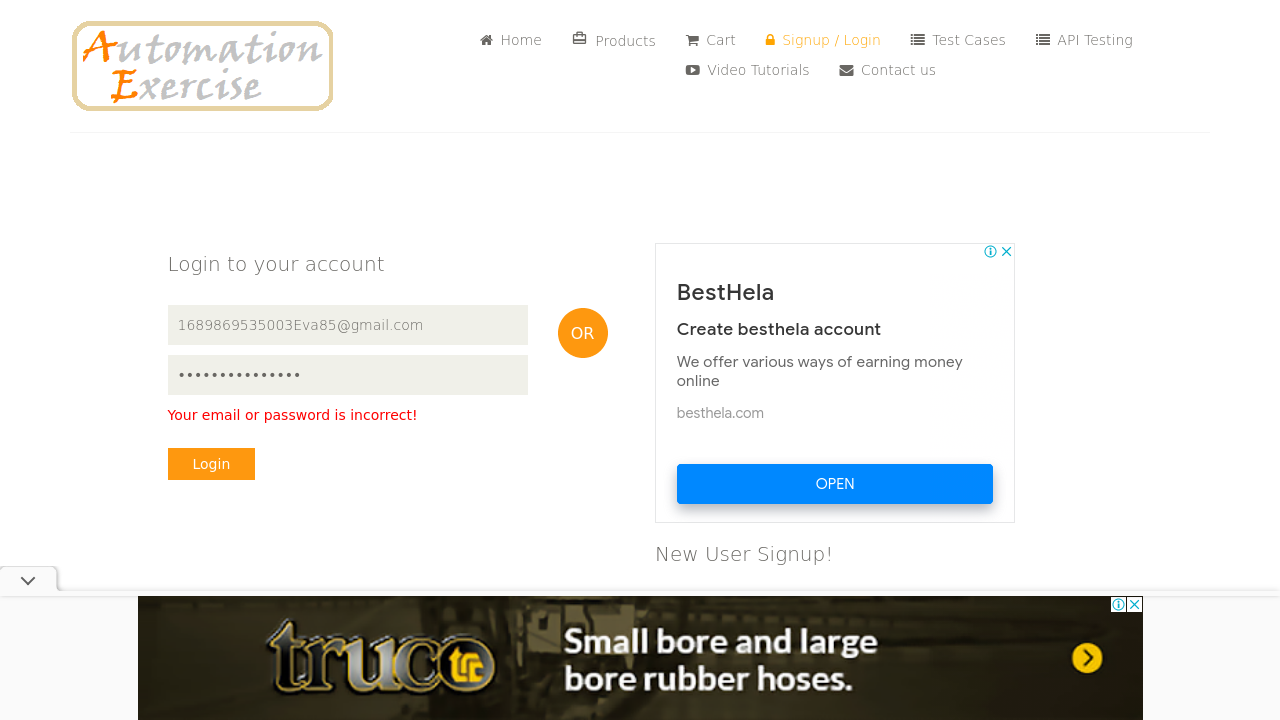 Automation
Exercise
Home
Products
Cart
Signup / Login
Test Cases
API Testing
Video Tutorials
Contact us
Login to your account
1689869535003Eva85@gmail.com
•••••••••••••••
Your email or password is incorrect!
Login
OR
BestHela
Create besthela account
We offer various ways of earning money
online
besthela.com
OPEN
New User Signup!
truco
trc
Small bore and large
bore rubber hoses.